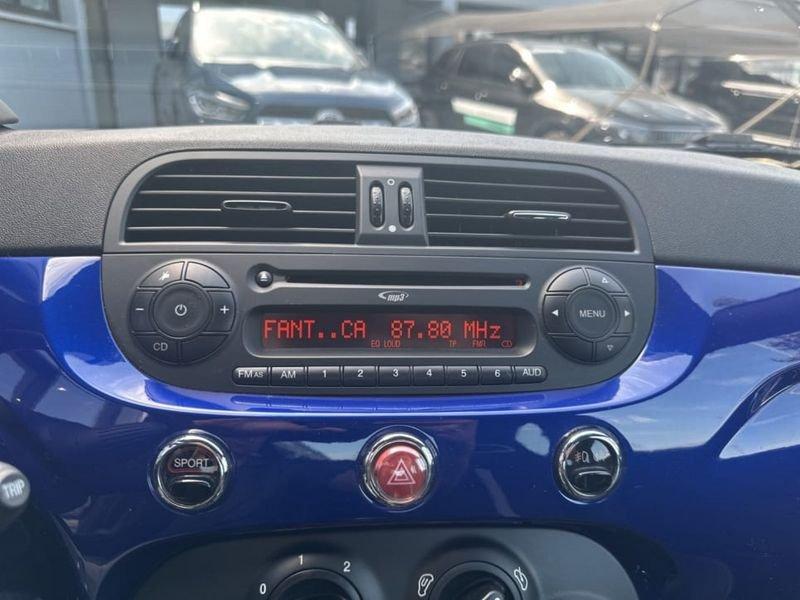 mp3
FANT..CA 87.80 MHz
EQ LOUD TP FMR CD
MENU
CD
FM AS AM 1 2 3 4 5 6 AUD
SPORT
TRIP
0 1 2